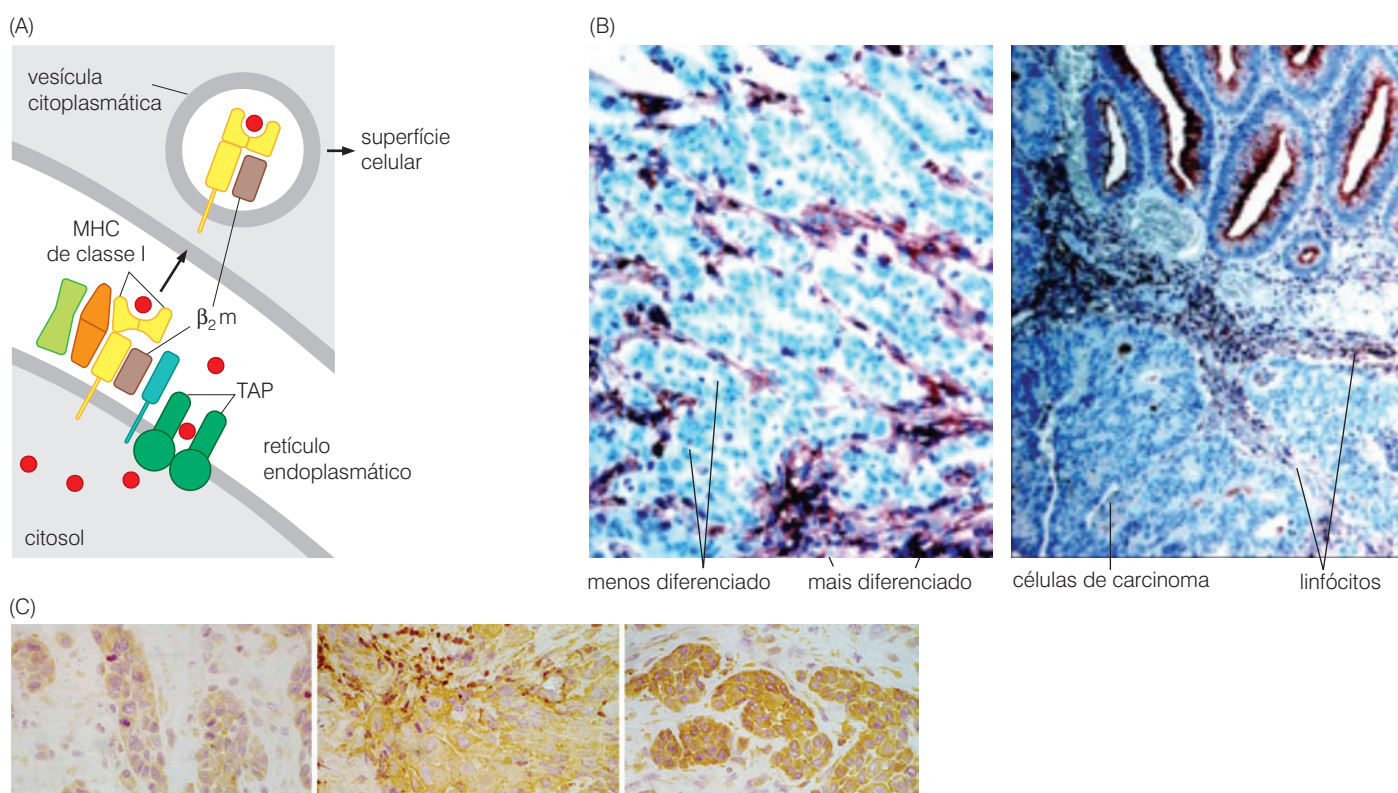 (A)
vesícula
citoplasmática
superfície
celular
MHC
de classe I
β₂m
TAP
retículo
endoplasmático
citosol
(B)
menos diferenciado
mais diferenciado
células de carcinoma
linfócitos
(C)